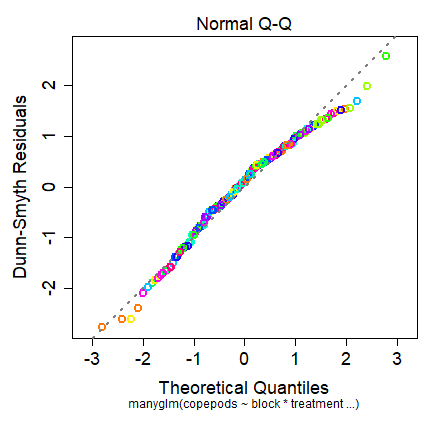 Normal Q-Q
Dunn-Smyth Residuals
2
1
0
-1
-2
-3 -2 -1 0 1 2 3
Theoretical Quantiles
manyglm(copepods ~ block * treatment ...)